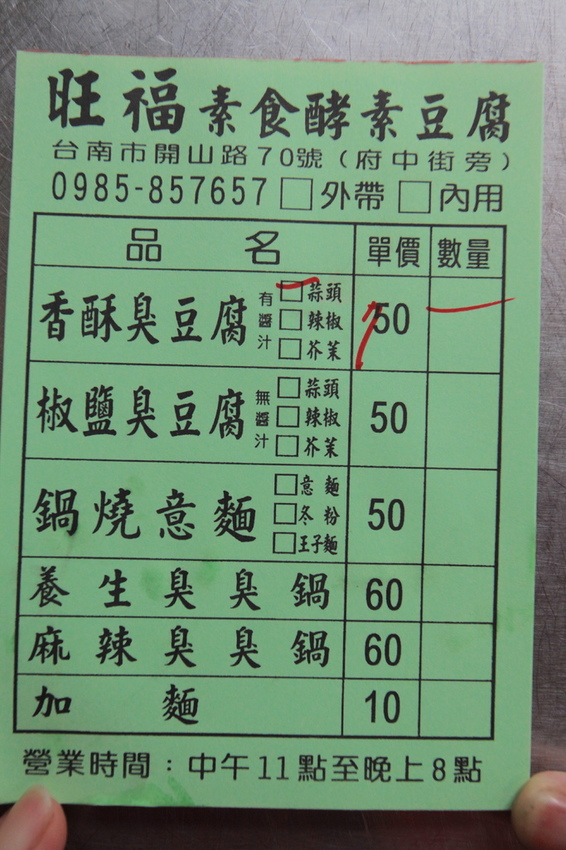 旺福素食酵素豆腐
台南市開山路70號（府中街旁）
0985-857657 □外帶 □內用
品名 單價 數量
香酥臭豆腐 有醬汁 □蒜頭 □辣椒 □芥茉 50
椒鹽臭豆腐 無醬汁 □蒜頭 □辣椒 □芥茉 50
鍋燒意麵 □意麵 □冬粉 □王子麵 50
養生臭臭鍋 60
麻辣臭臭鍋 60
加麵 10
營業時間：中午11點至晚上8點